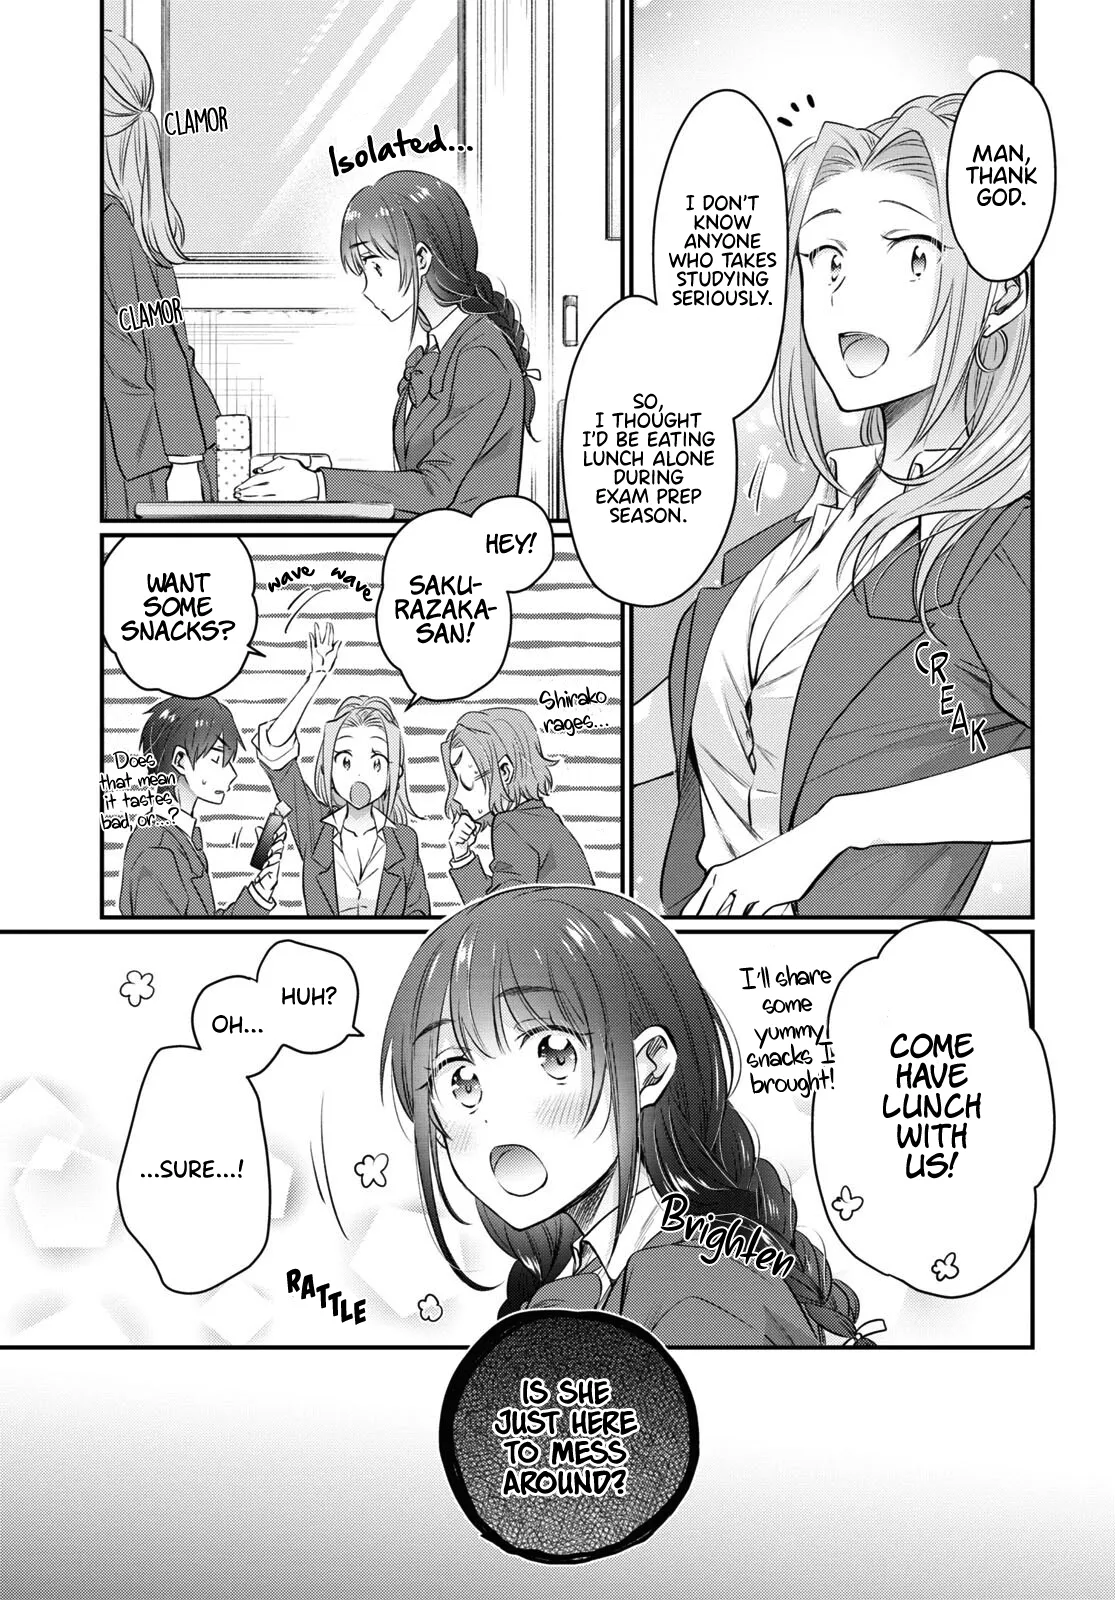 MAN,
THANK
GOD.
I DON'T
KNOW
ANYONE
WHO TAKES
STUDYING
SERIOUSLY.
SO,
I THOUGHT
I'D BE EATING
LUNCH ALONE
DURING
EXAM PREP
SEASON.
CREAK
Isolated...
CLAMOR
CLAMOR
HEY!
SAKU-
RAZAKA-
SAN!
Shirako
rages...
wave wave
WANT
SOME
SNACKS?
Does
that mean
it tastes
bad, or...?
COME
HAVE
LUNCH
WITH
US!
I'll share
some
yummy
snacks I
brought!
Brighten
HUH?
OH...
...SURE...!
RATTLE
IS SHE
JUST HERE
TO MESS
AROUND?